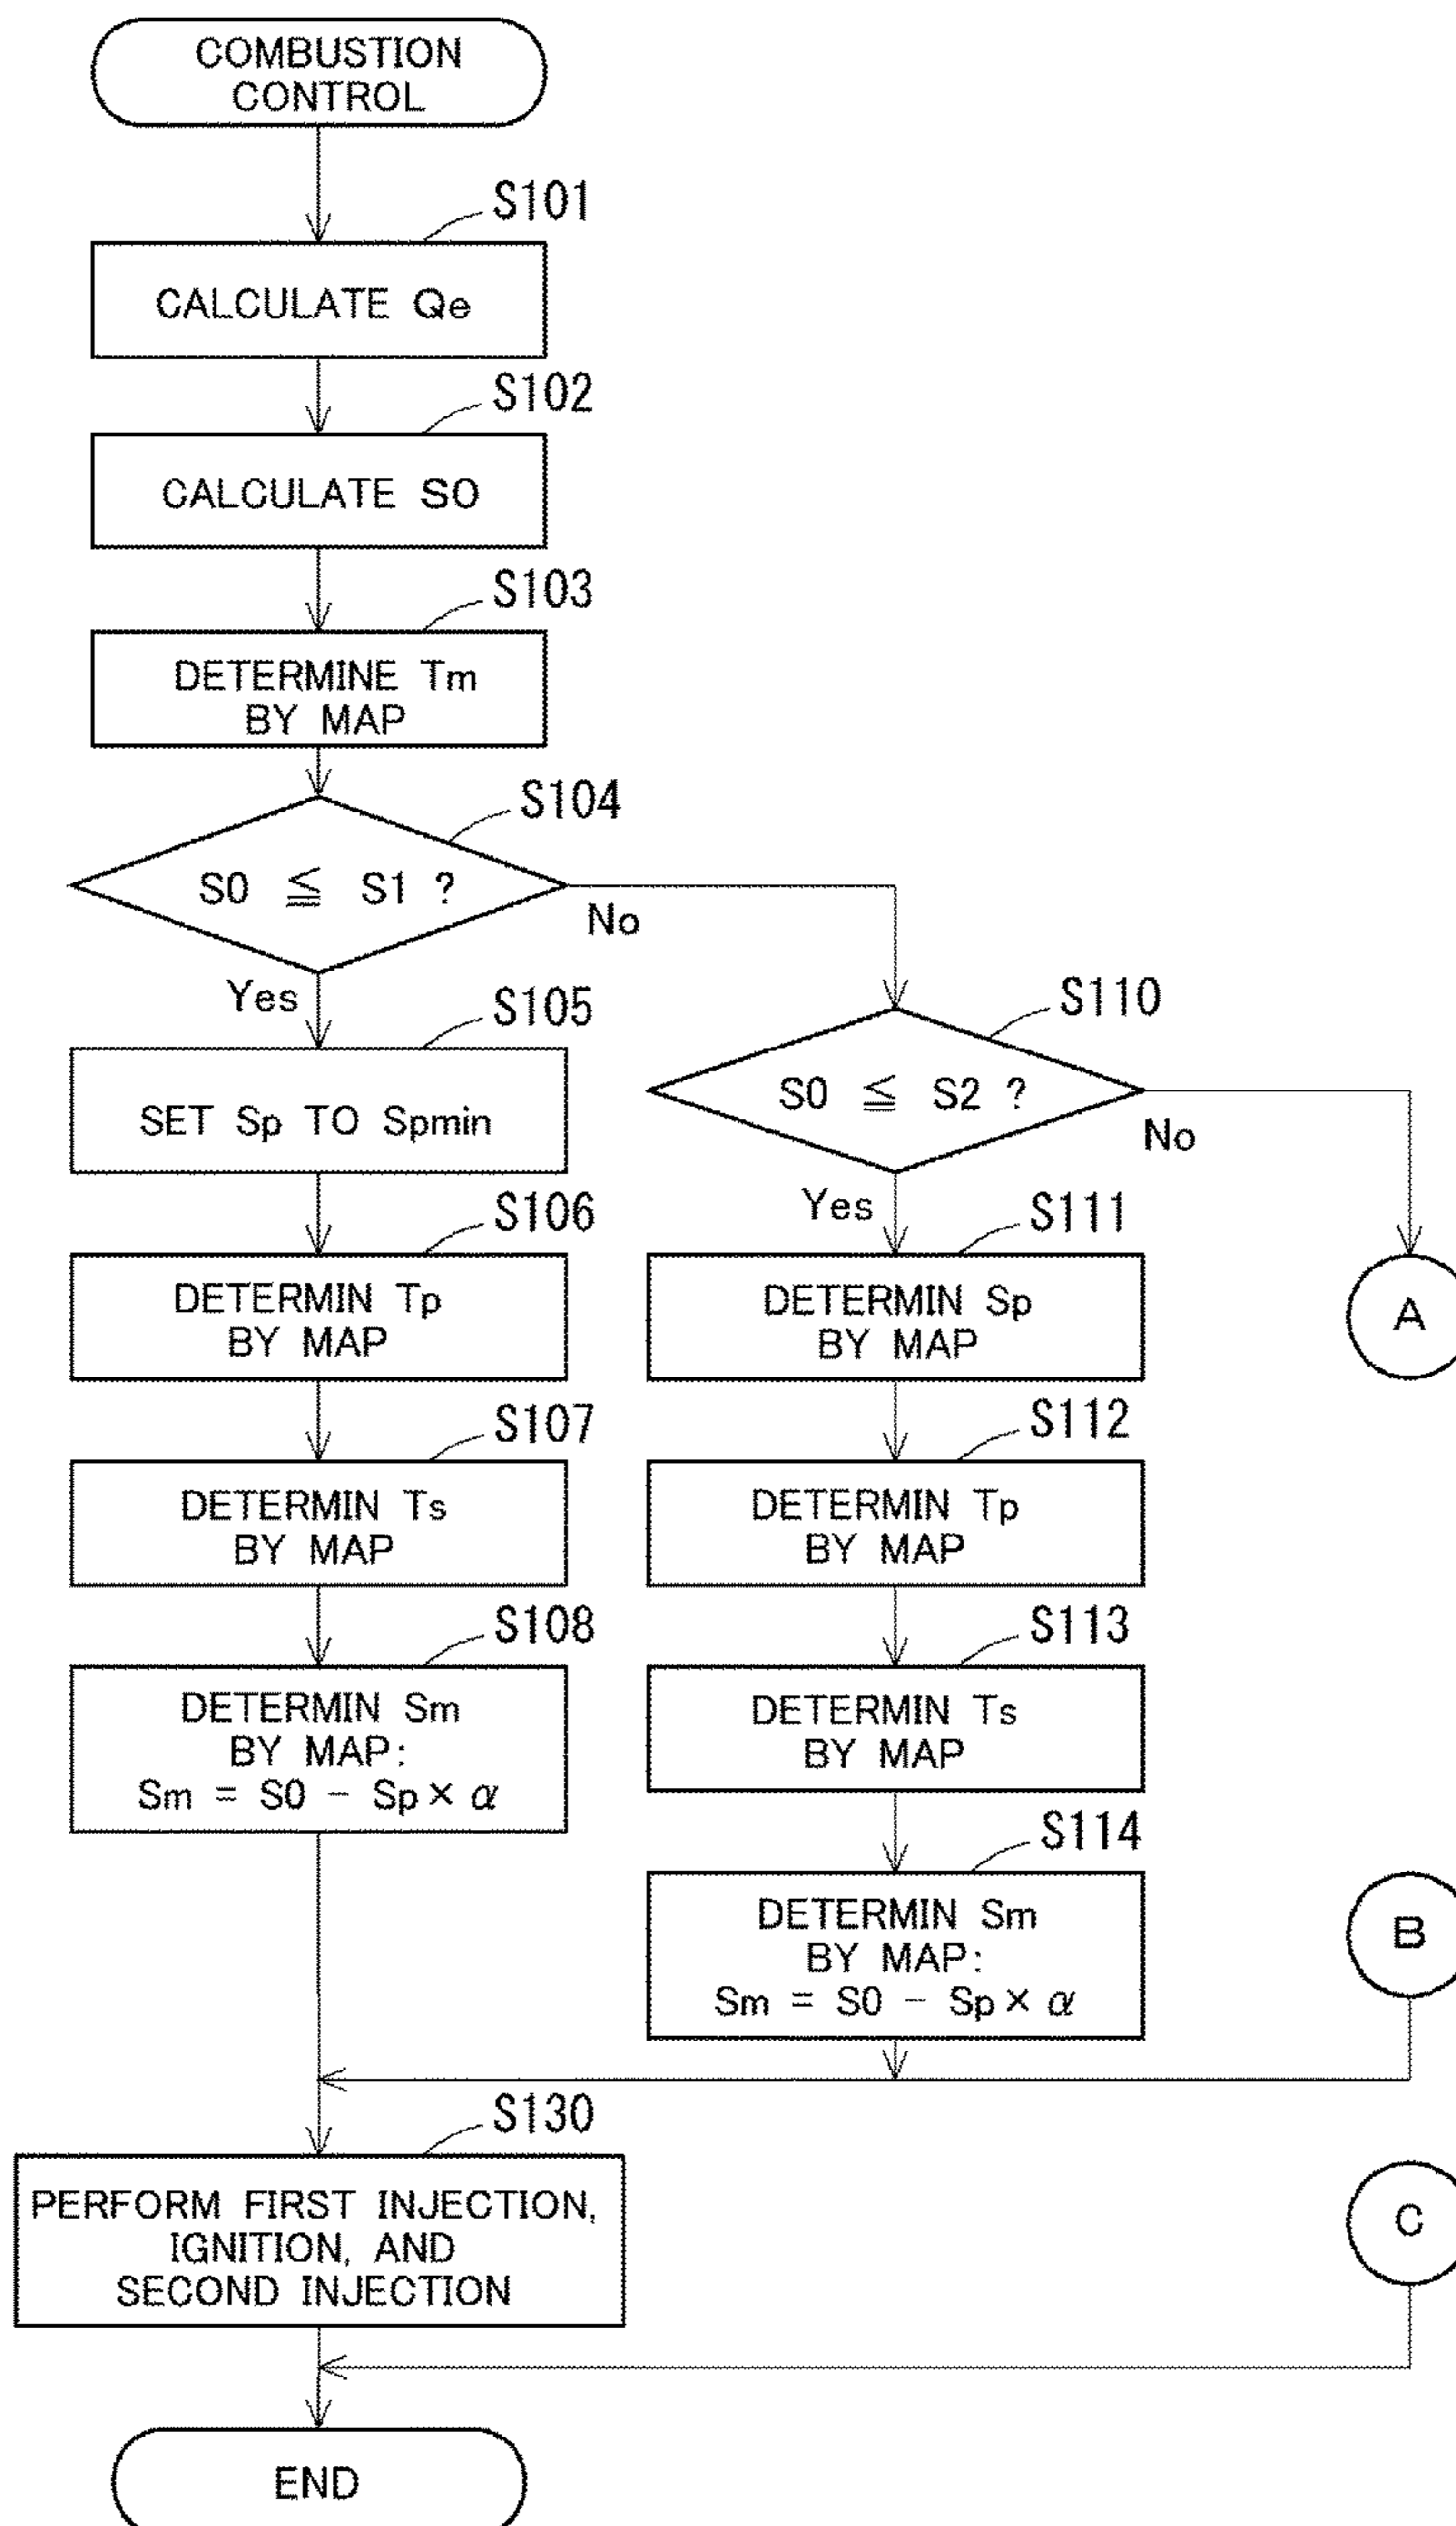 COMBUSTION
CONTROL
S101
CALCULATE Qe
S102
CALCULATE S0
S103
DETERMINE Tm
BY MAP
S104
S0 ≦ S1 ?
No
Yes
S105
SET Sp TO Spmin
S106
DETERMIN Tp
BY MAP
S107
DETERMIN Ts
BY MAP
S108
DETERMIN Sm
BY MAP:
Sm = S0 − Sp × α
S110
S0 ≦ S2 ?
No
Yes
A
S111
DETERMIN Sp
BY MAP
S112
DETERMIN Tp
BY MAP
S113
DETERMIN Ts
BY MAP
S114
DETERMIN Sm
BY MAP:
Sm = S0 − Sp × α
B
S130
PERFORM FIRST INJECTION,
IGNITION, AND
SECOND INJECTION
C
END